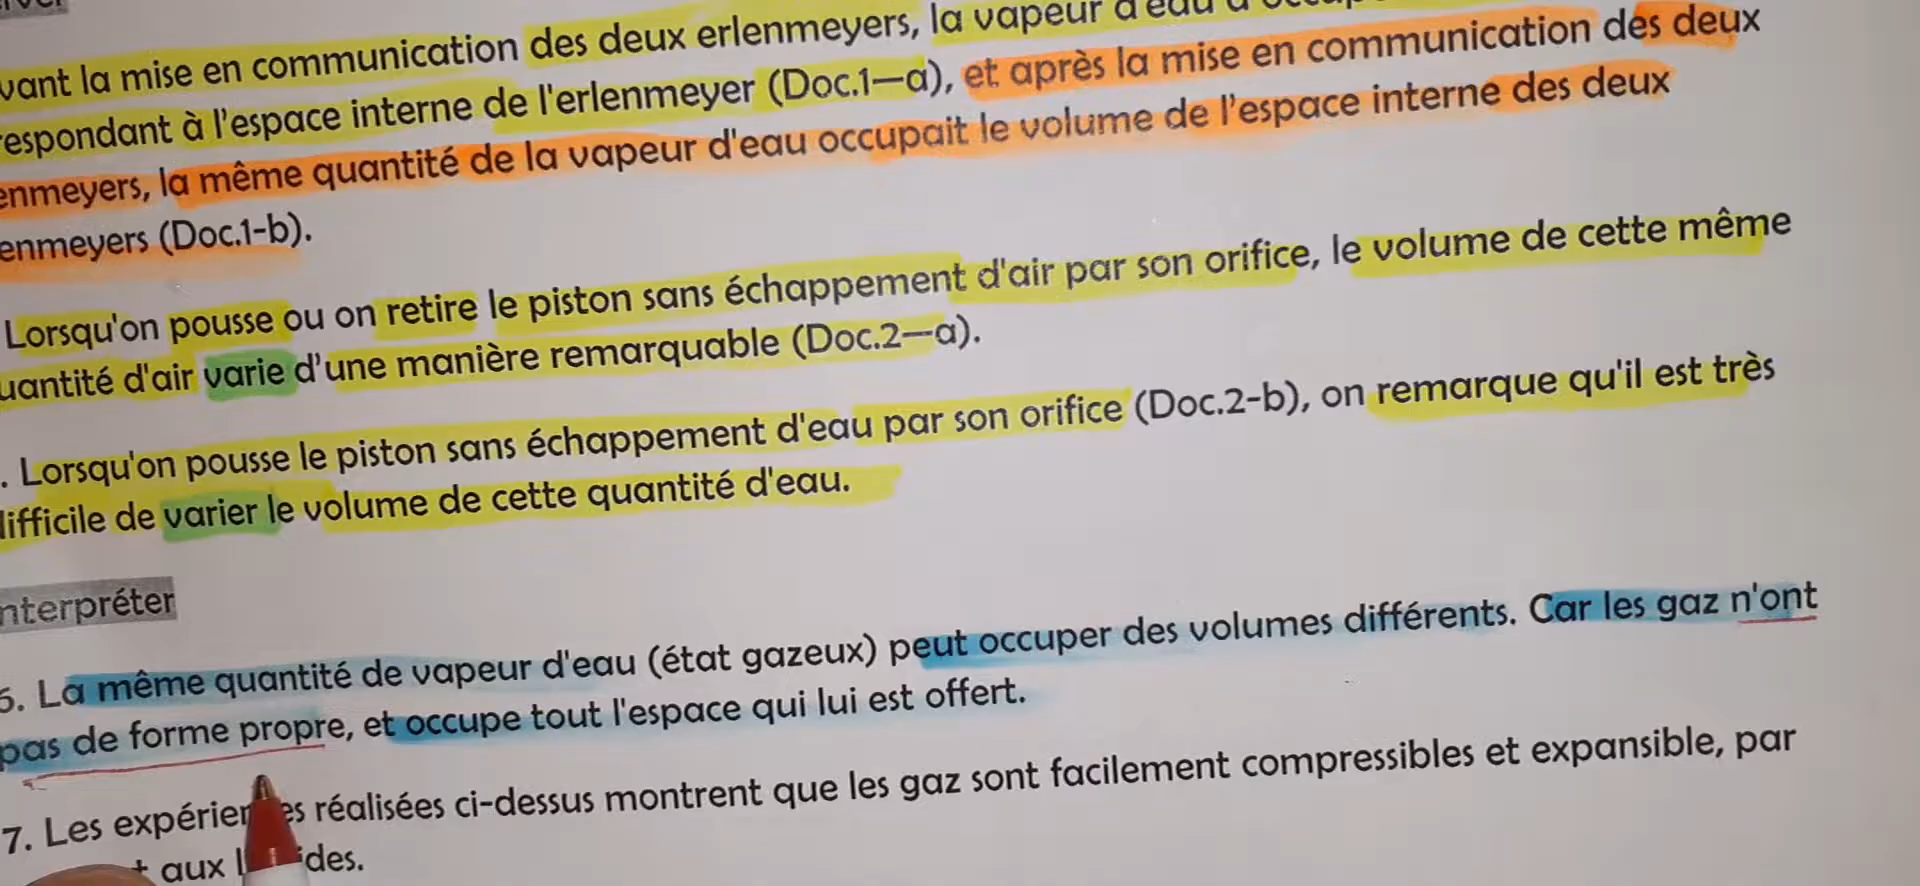 vant la mise en communication des deux erlenmeyers, la vapeur d'eau
respondant à l'espace interne de l'erlenmeyer (Doc.1—a), et après la mise en communication des deux
enmeyers, la même quantité de la vapeur d'eau occupait le volume de l'espace interne des deux
enmeyers (Doc.1-b).
Lorsqu'on pousse ou on retire le piston sans échappement d'air par son orifice, le volume de cette même
uantité d'air varie d'une manière remarquable (Doc.2—a).
. Lorsqu'on pousse le piston sans échappement d'eau par son orifice (Doc.2-b), on remarque qu'il est très
difficile de varier le volume de cette quantité d'eau.
nterpréter
6. La même quantité de vapeur d'eau (état gazeux) peut occuper des volumes différents. Car les gaz n'ont
pas de forme propre, et occupe tout l'espace qui lui est offert.
7. Les expériences réalisées ci-dessus montrent que les gaz sont facilement compressibles et expansible, par
aux